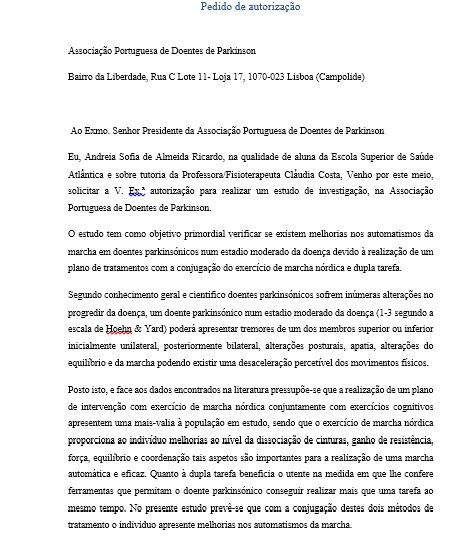 Pedido de autorização
Associação Portuguesa de Doentes de Parkinson
Bairro da Liberdade, Rua C Lote 11- Loja 17, 1070-023 Lisboa (Campolide)
Ao Exmo. Senhor Presidente da Associação Portuguesa de Doentes de Parkinson
Eu, Andreia Sofia de Almeida Ricardo, na qualidade de aluna da Escola Superior de Saúde
Atlântica e sobre tutoria da Professora/Fisioterapeuta Cláudia Costa, Venho por este meio,
solicitar a V. Ex.ª autorização para realizar um estudo de investigação, na Associação
Portuguesa de Doentes de Parkinson.
O estudo tem como objetivo primordial verificar se existem melhorias nos automatismos da
marcha em doentes parkinsónicos num estadio moderado da doença devido à realização de um
plano de tratamentos com a conjugação do exercício de marcha nórdica e dupla tarefa.
Segundo conhecimento geral e cientifico doentes parkinsónicos sofrem inúmeras alterações no
progredir da doença, um doente parkinsónico num estadio moderado da doença (1-3 segundo a
escala de Hoehn & Yard) poderá apresentar tremores de um dos membros superior ou inferior
inicialmente unilateral, posteriormente bilateral, alterações posturais, apatia, alterações do
equilíbrio e da marcha podendo existir uma desaceleração percetível dos movimentos físicos.
Posto isto, e face aos dados encontrados na literatura pressupõe-se que a realização de um plano
de intervenção com exercício de marcha nórdica conjuntamente com exercícios cognitivos
apresentem uma mais-valia à população em estudo, sendo que o exercício de marcha nórdica
proporciona ao indivíduo melhorias ao nível da dissociação de cinturas, ganho de resistência,
força, equilíbrio e coordenação tais aspetos são importantes para a realização de uma marcha
automática e eficaz. Quanto à dupla tarefa beneficia o utente na medida em que lhe confere
ferramentas que permitam o doente parkinsónico conseguir realizar mais que uma tarefa ao
mesmo tempo. No presente estudo prevê-se que com a conjugação destes dois métodos de
tratamento o indivíduo apresente melhorias nos automatismos da marcha.